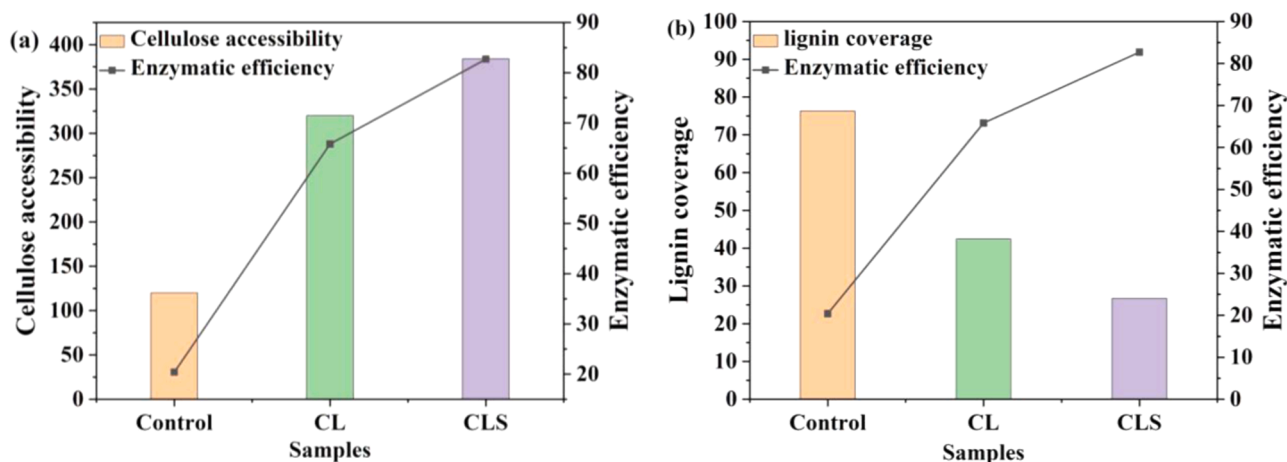 (a)
Cellulose accessibility
Enzymatic efficiency
Cellulose accessibility
400
350
300
250
200
150
100
50
0
90
80
70
60
50
40
30
20
Enzymatic efficiency
Control CL CLS
Samples
(b)
lignin coverage
Enzymatic efficiency
Lignin coverage
100
90
80
70
60
50
40
30
20
10
0
90
80
70
60
50
40
30
20
10
0
Enzymatic efficiency
Control CL CLS
Samples